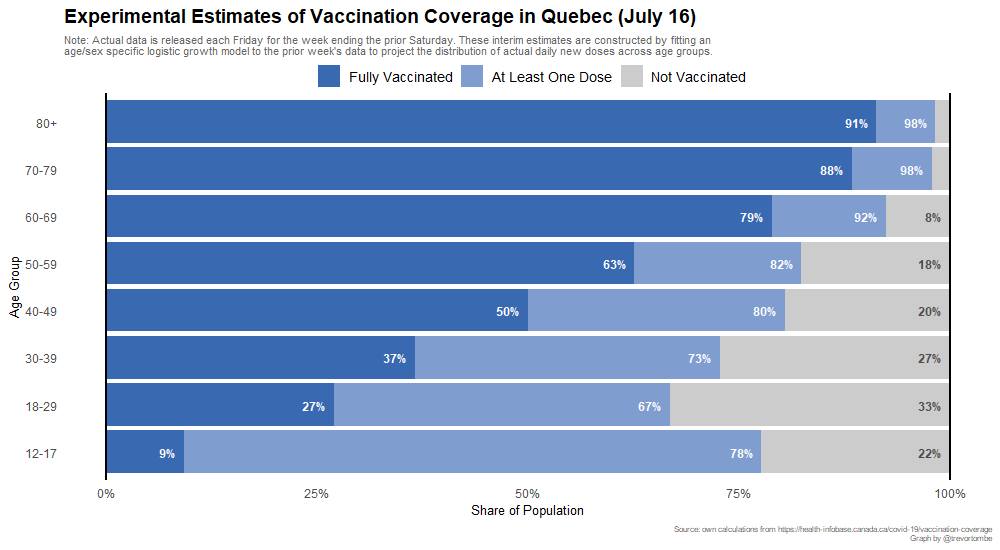 Experimental Estimates of Vaccination Coverage in Quebec (July 16)
Note: Actual data is released each Friday for the week ending the prior Saturday. These interim estimates are constructed by fitting an
age/sex specific logistic growth model to the prior week's data to project the distribution of actual daily new doses across age groups.
Fully Vaccinated At Least One Dose Not Vaccinated
80+ 91% 98%
70-79 88% 98%
60-69 79% 92% 8%
50-59 63% 82% 18%
40-49 50% 80% 20%
30-39 37% 73% 27%
18-29 27% 67% 33%
12-17 9% 78% 22%
Age Group
0% 25% 50% 75% 100%
Share of Population
Source: own calculations from https://health-infobase.canada.ca/covid-19/vaccination-coverage
Graph by @trevortombe